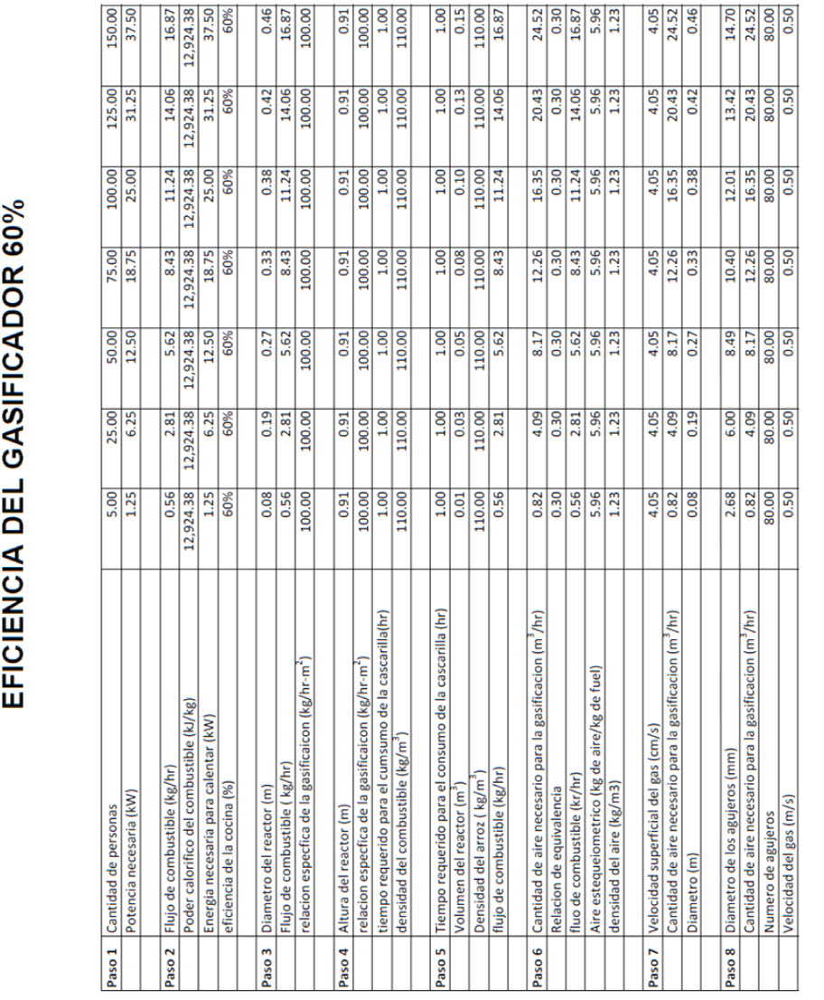 EFICIENCIA DEL GASIFICADOR 60%
Paso 1 Cantidad de personas 5.00 25.00 50.00 75.00 100.00 125.00 150.00
Potencia necesaria (kW) 1.25 6.25 12.50 18.75 25.00 31.25 37.50
Paso 2 Flujo de combustible (kg/hr) 0.56 2.81 5.62 8.43 11.24 14.06 16.87
Poder calorifico del combustible (kJ/kg) 12,924.38 12,924.38 12,924.38 12,924.38 12,924.38 12,924.38 12,924.38
Energia necesaria para calentar (kW) 1.25 6.25 12.50 18.75 25.00 31.25 37.50
eficiencia de la cocina (%) 60% 60% 60% 60% 60% 60% 60%
Paso 3 Diametro del reactor (m) 0.08 0.19 0.27 0.33 0.38 0.42 0.46
Flujo de combustible ( kg/hr) 0.56 2.81 5.62 8.43 11.24 14.06 16.87
relacion especfica de la gasificaicon (kg/hr-m²) 100.00 100.00 100.00 100.00 100.00 100.00 100.00
Paso 4 Altura del reactor (m) 0.91 0.91 0.91 0.91 0.91 0.91 0.91
relacion especfica de la gasificaicon (kg/hr-m²) 100.00 100.00 100.00 100.00 100.00 100.00 100.00
tiempo requerido para el cumsumo de la cascarilla(hr) 1.00 1.00 1.00 1.00 1.00 1.00 1.00
densidad del combustible (kg/m³) 110.00 110.00 110.00 110.00 110.00 110.00 110.00
Paso 5 Tiempo requerido para el consumo de la cascarilla (hr) 1.00 1.00 1.00 1.00 1.00 1.00 1.00
Volumen del reactor (m³) 0.01 0.03 0.05 0.08 0.10 0.13 0.15
Densidad del arroz ( kg/m³) 110.00 110.00 110.00 110.00 110.00 110.00 110.00
flujo de combustible (kg/hr) 0.56 2.81 5.62 8.43 11.24 14.06 16.87
Paso 6 Cantidad de aire necesario para la gasificacion (m³/hr) 0.82 4.09 8.17 12.26 16.35 20.43 24.52
Relacion de equivalencia 0.30 0.30 0.30 0.30 0.30 0.30 0.30
fluo de combustible (kr/hr) 0.56 2.81 5.62 8.43 11.24 14.06 16.87
Aire estequeiometrico (kg de aire/kg de fuel) 5.96 5.96 5.96 5.96 5.96 5.96 5.96
densidad del aire (kg/m3) 1.23 1.23 1.23 1.23 1.23 1.23 1.23
Paso 7 Velocidad superficial del gas (cm/s) 4.05 4.05 4.05 4.05 4.05 4.05 4.05
Cantidad de aire necesario para la gasificacion (m³/hr) 0.82 4.09 8.17 12.26 16.35 20.43 24.52
Diametro (m) 0.08 0.19 0.27 0.33 0.38 0.42 0.46
Paso 8 Diametro de los agujeros (mm) 2.68 6.00 8.49 10.40 12.01 13.42 14.70
Cantidad de aire necesario para la gasificacion (m³/hr) 0.82 4.09 8.17 12.26 16.35 20.43 24.52
Numero de agujeros 80.00 80.00 80.00 80.00 80.00 80.00 80.00
Velocidad del gas (m/s) 0.50 0.50 0.50 0.50 0.50 0.50 0.50